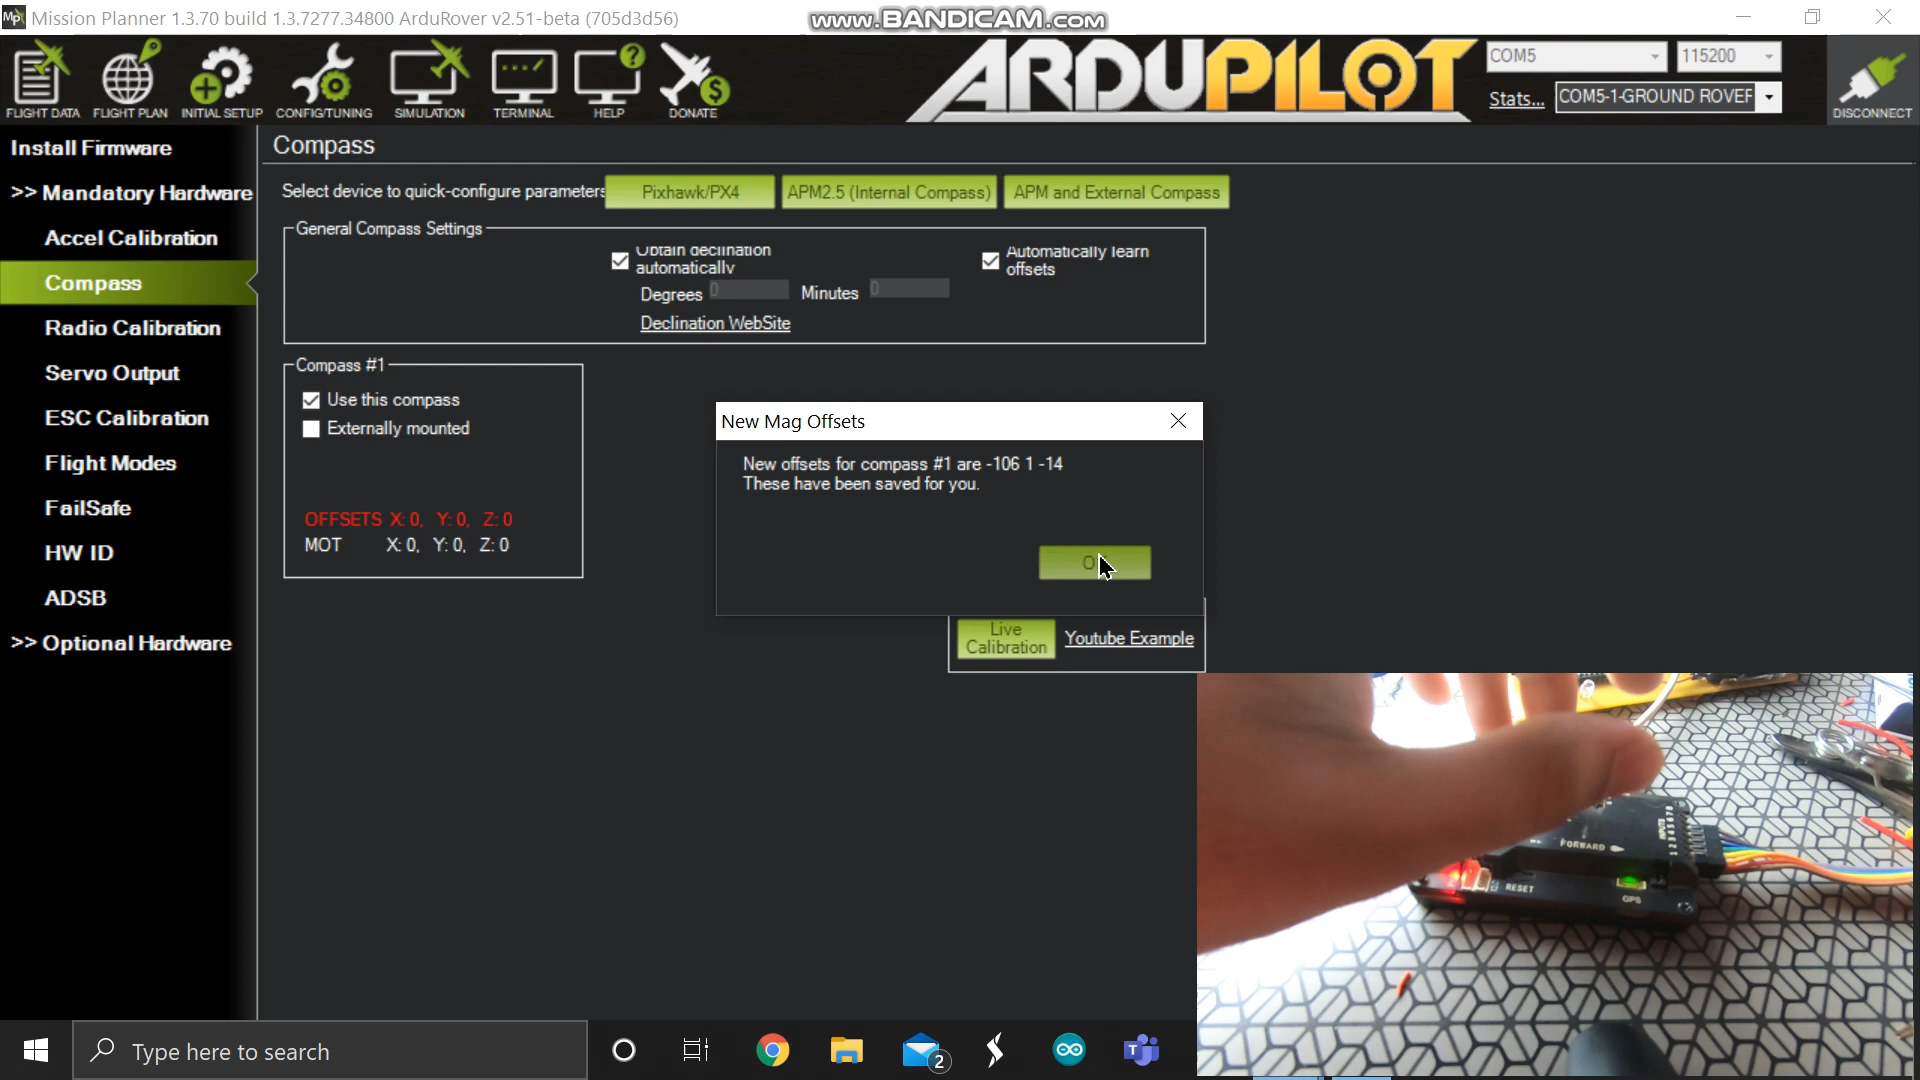 Mission Planner 1.3.70 build 1.3.7277.34800 ArduRover v2.51-beta (705d3d56)
www.BANDICAM.com
FLIGHT DATA
FLIGHT PLAN
INITIAL SETUP
CONFIG/TUNING
SIMULATION
TERMINAL
HELP
DONATE
ARDUPILOT
COM5
115200
Stats...
COM5-1-GROUND ROVER
DISCONNECT
Install Firmware
>> Mandatory Hardware
Accel Calibration
Compass
Radio Calibration
Servo Output
ESC Calibration
Flight Modes
FailSafe
HW ID
ADSB
>> Optional Hardware
Compass
Select device to quick-configure parameters
Pixhawk/PX4
APM2.5 (Internal Compass)
APM and External Compass
General Compass Settings
Obtain declination
automatically
Degrees 0
Minutes 0
Declination WebSite
Automatically learn
offsets
Compass #1
Use this compass
Externally mounted
OFFSETS X: 0, Y: 0, Z: 0
MOT X: 0, Y: 0, Z: 0
New Mag Offsets
New offsets for compass #1 are -106 1 -14
These have been saved for you.
Live
Calibration
Youtube Example
FORWARD
INPUTS
RESET
GPS
Type here to search
2